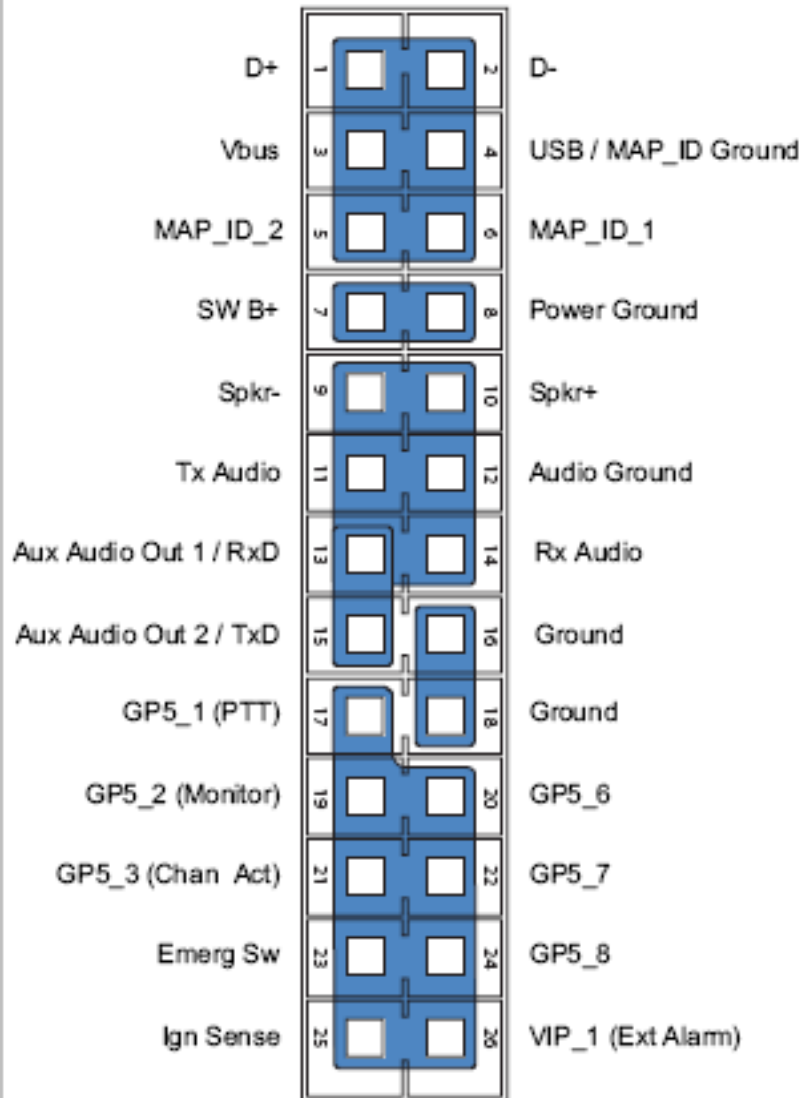 D+ 1 2 D-
Vbus 3 4 USB / MAP_ID Ground
MAP_ID_2 5 6 MAP_ID_1
SW B+ 7 8 Power Ground
Spkr- 9 10 Spkr+
Tx Audio 11 12 Audio Ground
Aux Audio Out 1 / RxD 13 14 Rx Audio
Aux Audio Out 2 / TxD 15 16 Ground
GP5_1 (PTT) 17 18 Ground
GP5_2 (Monitor) 19 20 GP5_6
GP5_3 (Chan Act) 21 22 GP5_7
Emerg Sw 23 24 GP5_8
Ign Sense 25 26 VIP_1 (Ext Alarm)